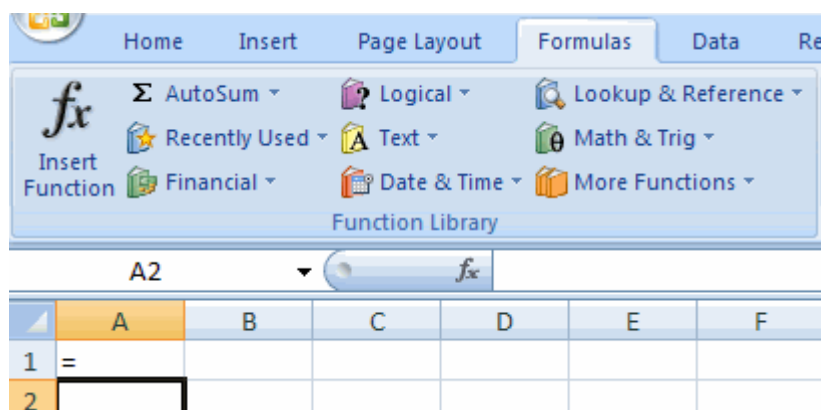 Home Insert Page Layout Formulas Data Re
fx Insert Function
Σ AutoSum Logical Lookup & Reference
Recently Used Text Math & Trig
Financial Date & Time More Functions
Function Library
A2 fx
A B C D E F
1 =
2